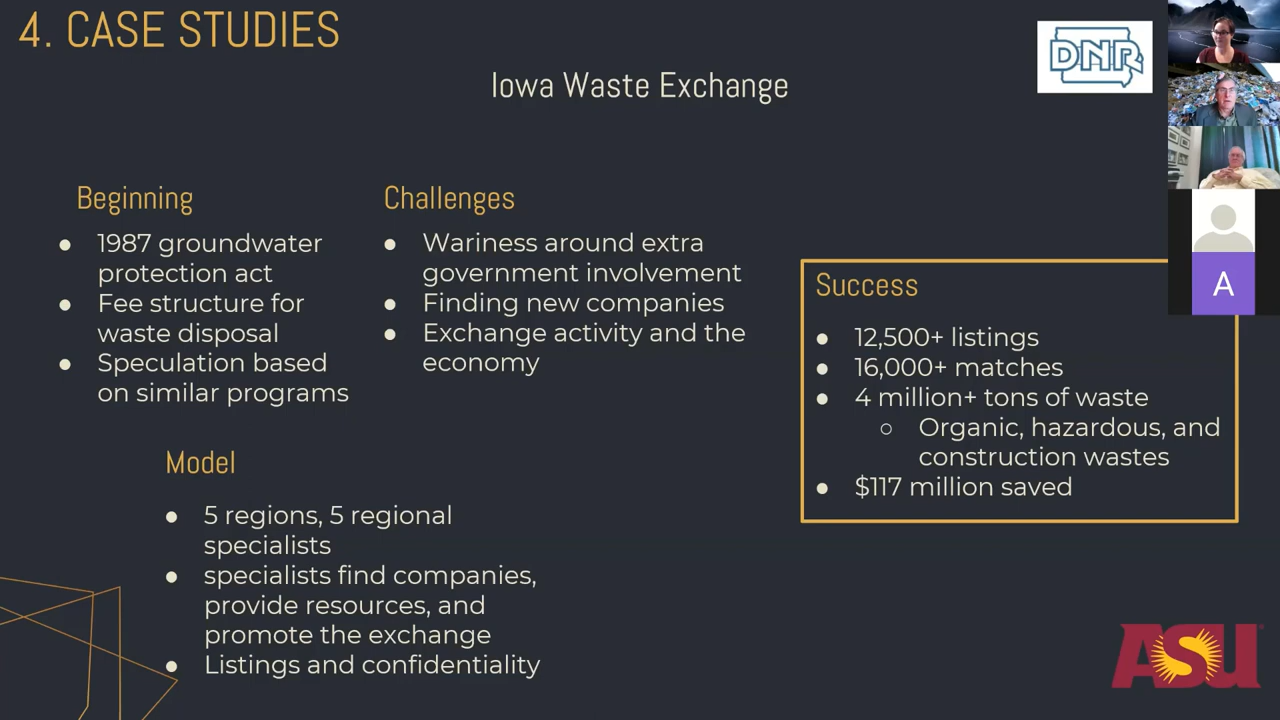 4. CASE STUDIES
DNR
Iowa Waste Exchange
Beginning
● 1987 groundwater
protection act
● Fee structure for
waste disposal
● Speculation based
on similar programs
Challenges
● Wariness around extra
government involvement
● Finding new companies
● Exchange activity and the
economy
Model
● 5 regions, 5 regional
specialists
● specialists find companies,
provide resources, and
promote the exchange
● Listings and confidentiality
A
Success
● 12,500+ listings
● 16,000+ matches
● 4 million+ tons of waste
○ Organic, hazardous, and
construction wastes
● $117 million saved
ASU